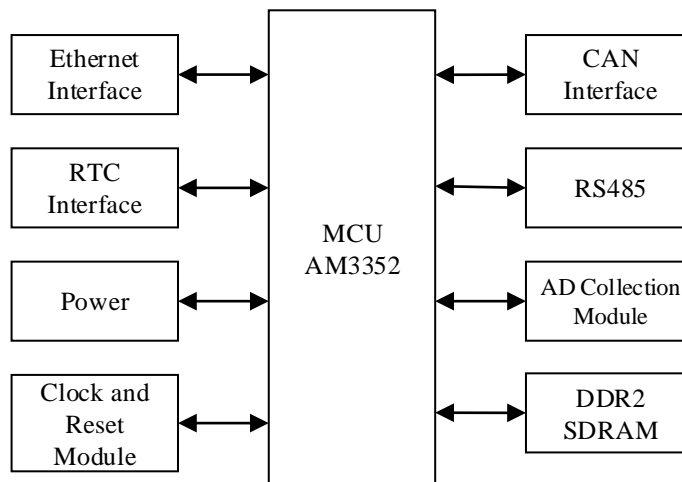 Ethernet
Interface
RTC
Interface
Power
Clock and
Reset
Module
MCU
AM3352
CAN
Interface
RS485
AD Collection
Module
DDR2
SDRAM